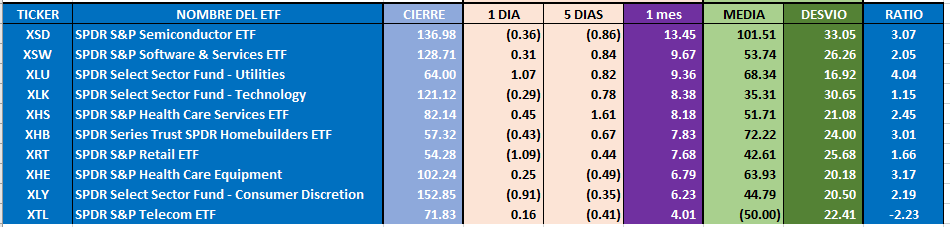 TICKER NOMBRE DEL ETF CIERRE 1 DIA 5 DIAS 1 mes MEDIA DESVIO RATIO
XSD SPDR S&P Semiconductor ETF 136.98 (0.36) (0.86) 13.45 101.51 33.05 3.07
XSW SPDR S&P Software & Services ETF 128.71 0.31 0.84 9.67 53.74 26.26 2.05
XLU SPDR Select Sector Fund - Utilities 64.00 1.07 0.82 9.36 68.34 16.92 4.04
XLK SPDR Select Sector Fund - Technology 121.12 (0.29) 0.78 8.38 35.31 30.65 1.15
XHS SPDR S&P Health Care Services ETF 82.14 0.45 1.61 8.18 51.71 21.08 2.45
XHB SPDR Series Trust SPDR Homebuilders ETF 57.32 (0.43) 0.67 7.83 72.22 24.00 3.01
XRT SPDR S&P Retail ETF 54.28 (1.09) 0.44 7.68 42.61 25.68 1.66
XHE SPDR S&P Health Care Equipment 102.24 0.25 (0.49) 6.79 63.93 20.18 3.17
XLY SPDR Select Sector Fund - Consumer Discretion 152.85 (0.91) (0.35) 6.23 44.79 20.50 2.19
XTL SPDR S&P Telecom ETF 71.83 0.16 (0.41) 4.01 (50.00) 22.41 -2.23